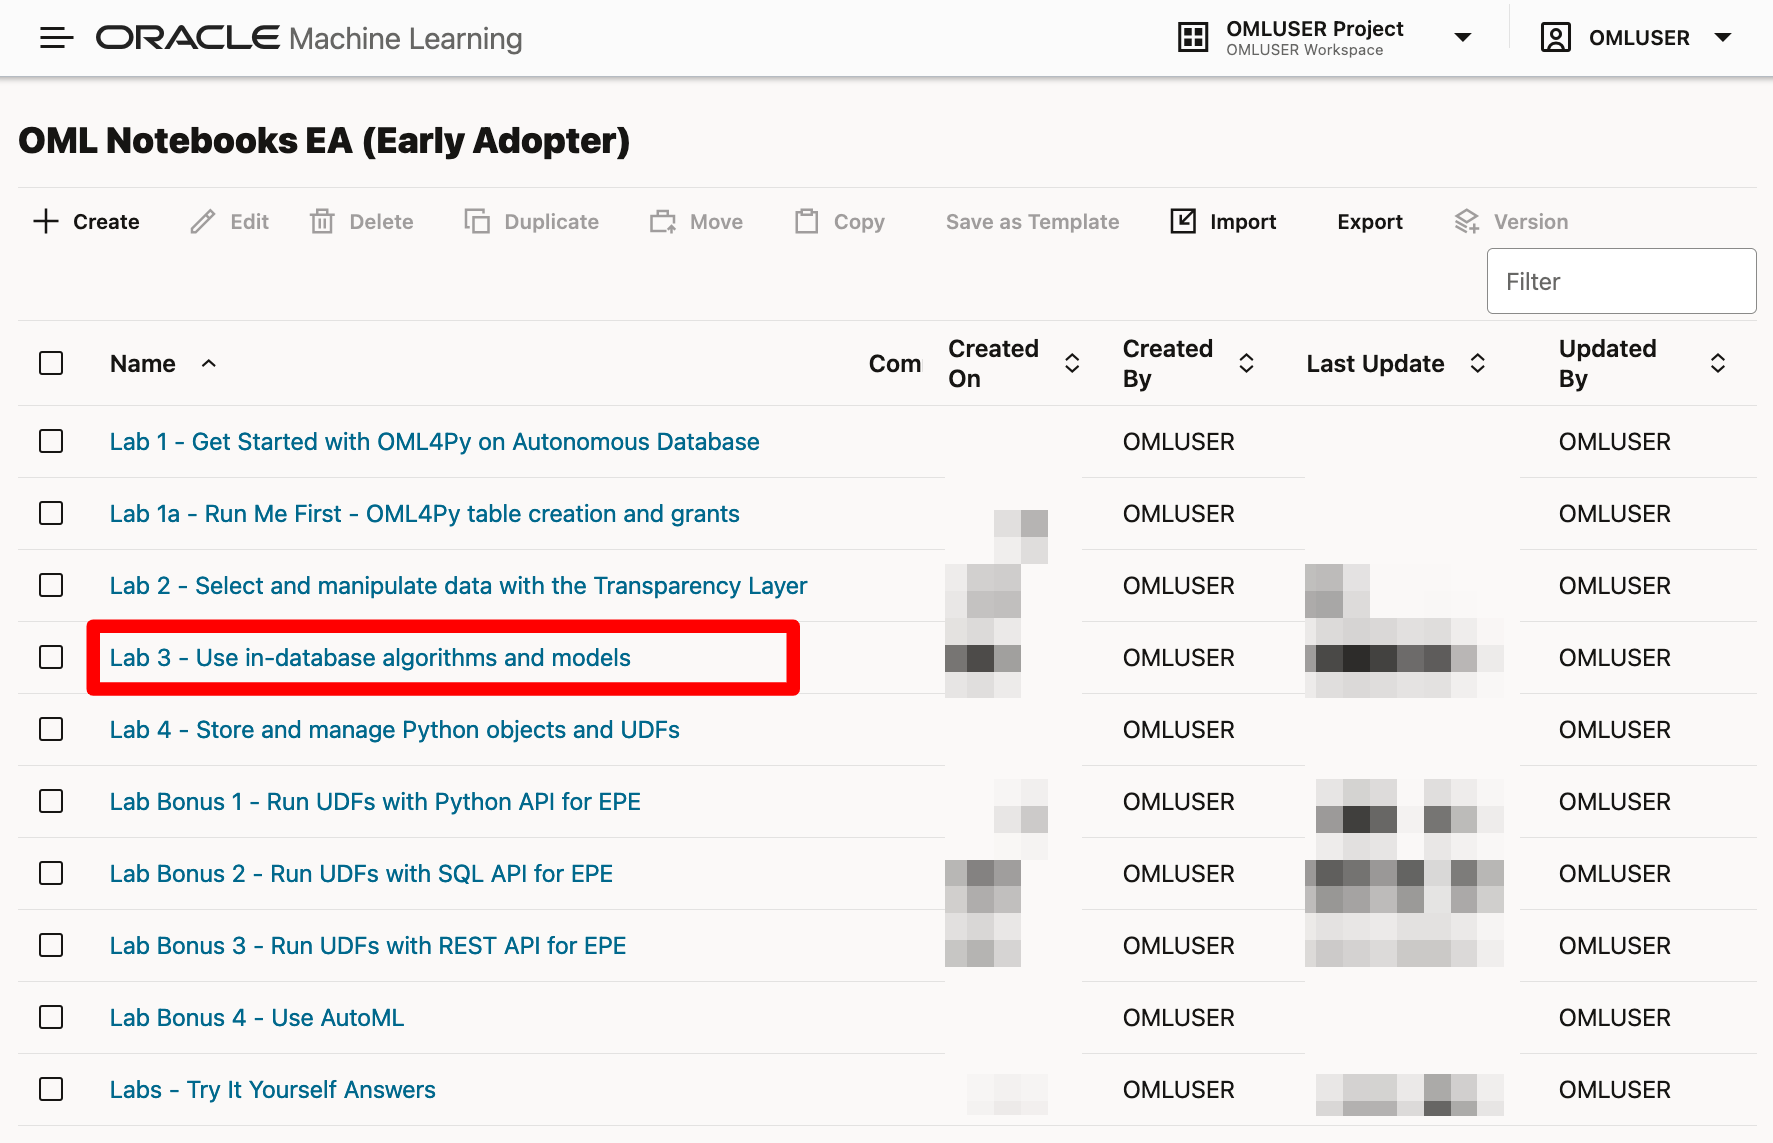 ORACLE Machine Learning
OMLUSER Project
OMLUSER Workspace
OMLUSER
OML Notebooks EA (Early Adopter)
Create Edit Delete Duplicate Move Copy Save as Template Import Export Version
Filter
Name Com Created On Created By Last Update Updated By
Lab 1 - Get Started with OML4Py on Autonomous Database OMLUSER OMLUSER
Lab 1a - Run Me First - OML4Py table creation and grants OMLUSER OMLUSER
Lab 2 - Select and manipulate data with the Transparency Layer OMLUSER OMLUSER
Lab 3 - Use in-database algorithms and models OMLUSER OMLUSER
Lab 4 - Store and manage Python objects and UDFs OMLUSER OMLUSER
Lab Bonus 1 - Run UDFs with Python API for EPE OMLUSER OMLUSER
Lab Bonus 2 - Run UDFs with SQL API for EPE OMLUSER OMLUSER
Lab Bonus 3 - Run UDFs with REST API for EPE OMLUSER OMLUSER
Lab Bonus 4 - Use AutoML OMLUSER OMLUSER
Labs - Try It Yourself Answers OMLUSER OMLUSER